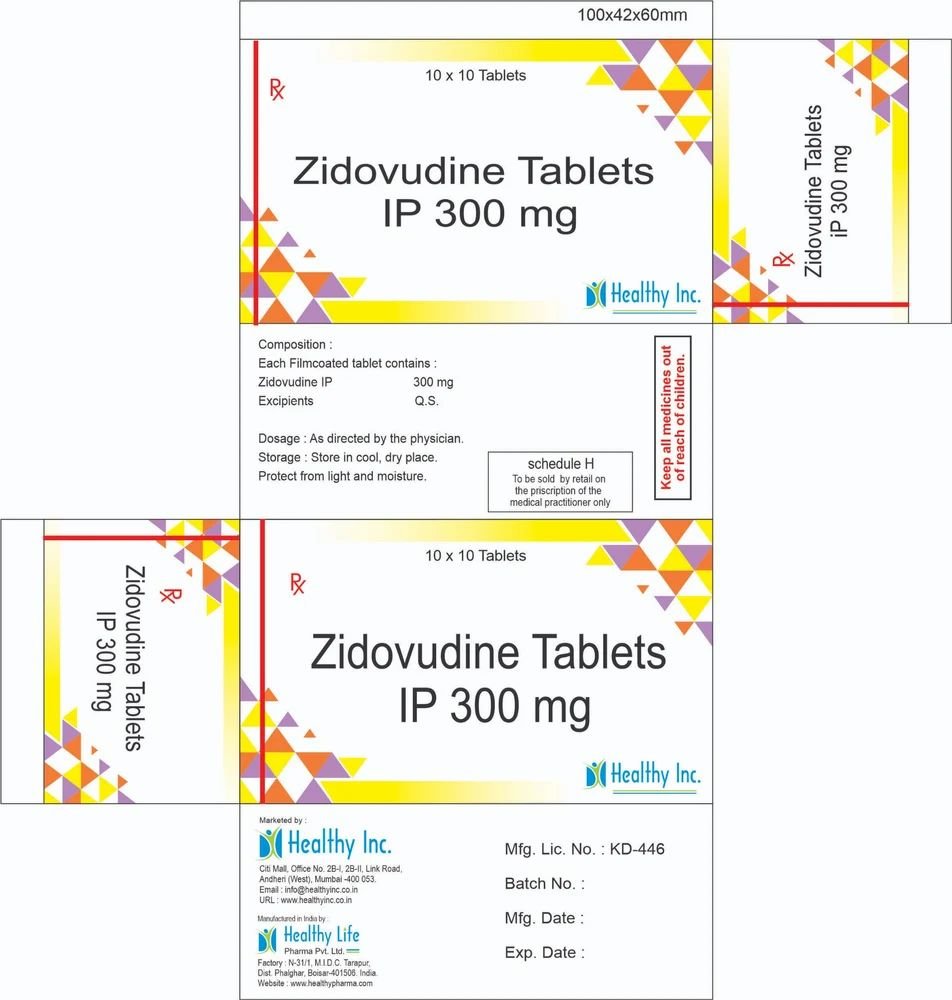 100x42x60mm
10 x 10 Tablets
Rx
Zidovudine Tablets
IP 300 mg
Healthy Inc.
Zidovudine Tablets
iP 300 mg
Rx
Composition :
Each Filmcoated tablet contains :
Zidovudine IP 300 mg
Excipients Q.S.
Dosage : As directed by the physician.
Storage : Store in cool, dry place.
Protect from light and moisture.
schedule H
To be sold by retail on
the priscription of the
medical practitioner only
Keep all medicines out
of reach of children.
Rx
Zidovudine Tablets
IP 300 mg
10 x 10 Tablets
Rx
Zidovudine Tablets
IP 300 mg
Healthy Inc.
Marketed by :
Healthy Inc.
Citi Mall, Office No. 2B-I, 2B-II, Link Road,
Andheri (West), Mumbai -400 053.
Email : info@healthyinc.co.in
URL : www.healthyinc.co.in
Manufactured in India by :
Healthy Life
Pharma Pvt. Ltd.
Factory : N-31/1, M.I.D.C. Tarapur,
Dist. Phalghar, Boisar-401506. India.
Website : www.healthypharma.com
Mfg. Lic. No. : KD-446
Batch No. :
Mfg. Date :
Exp. Date :